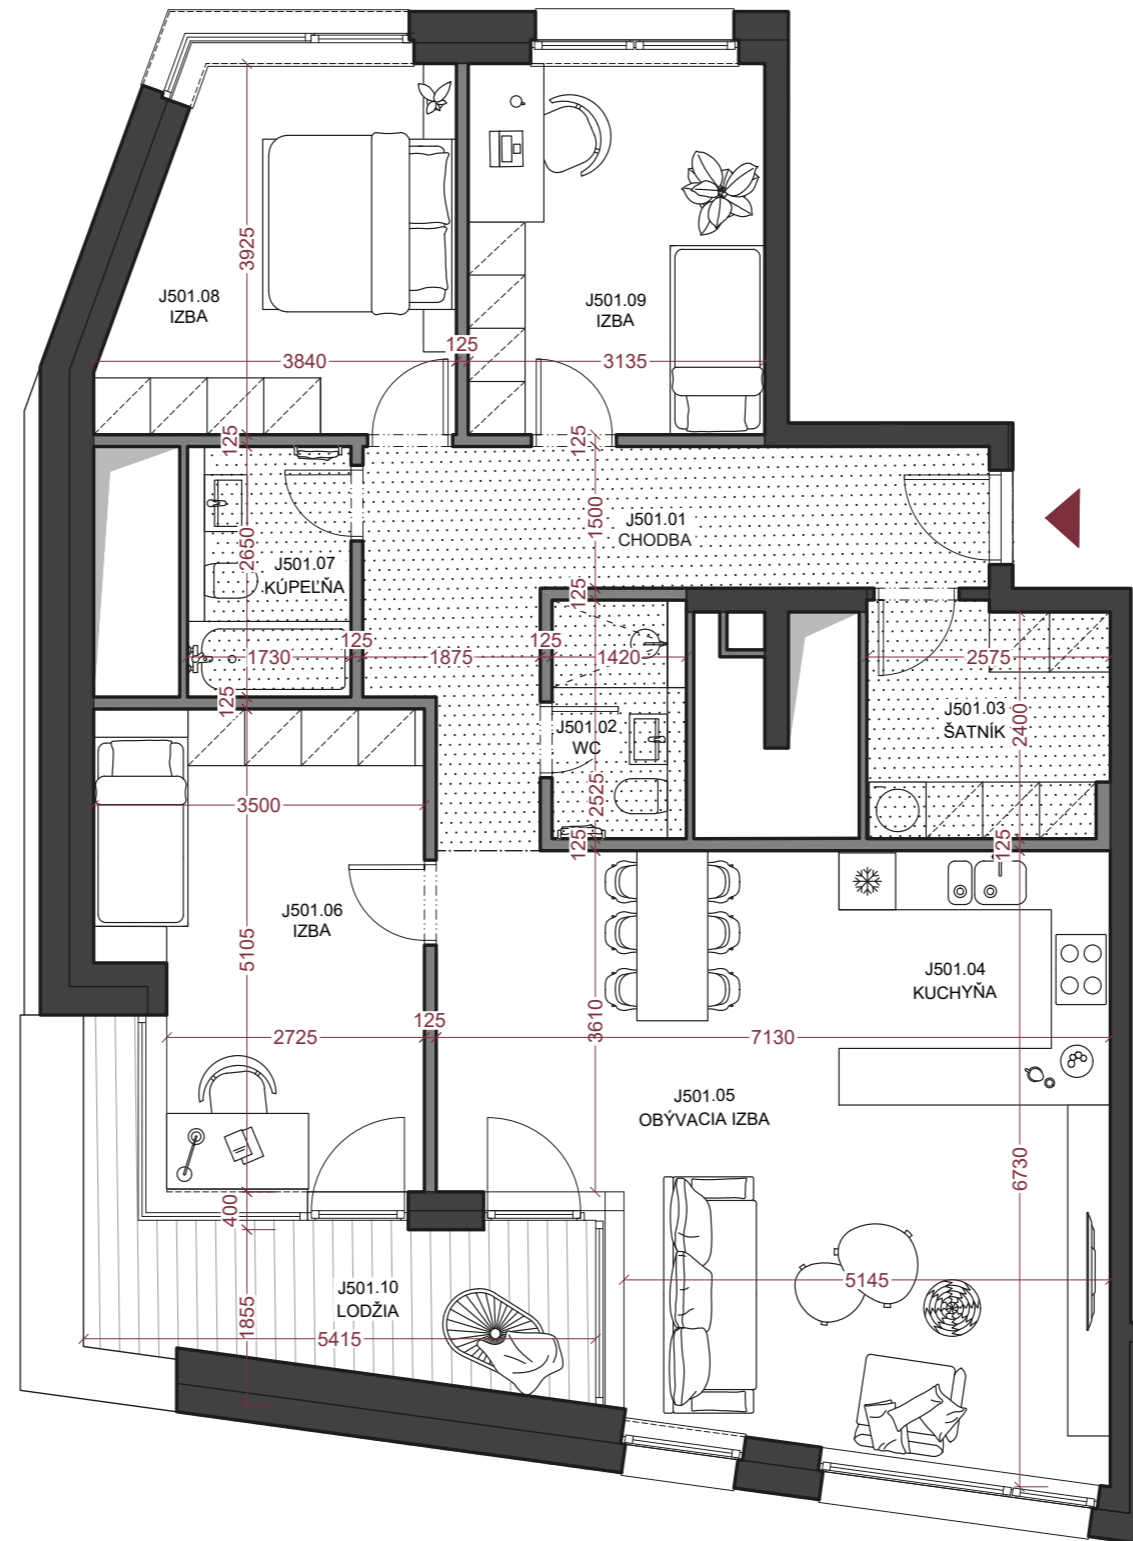 3925
J501.08
IZBA
J501.09
IZBA
125
3840
3135
125
125
1500
J501.01
CHODBA
2650
J501.07
KÚPEĽŇA
125
125
125
1730
1875
1420
2575
125
J501.02
WC
J501.03
ŠATNÍK
2400
3500
2525
125
125
J501.06
IZBA
5105
J501.04
KUCHYŇA
2725
125
3610
7130
J501.05
OBÝVACIA IZBA
6730
400
J501.10
LODŽIA
5145
1855
5415